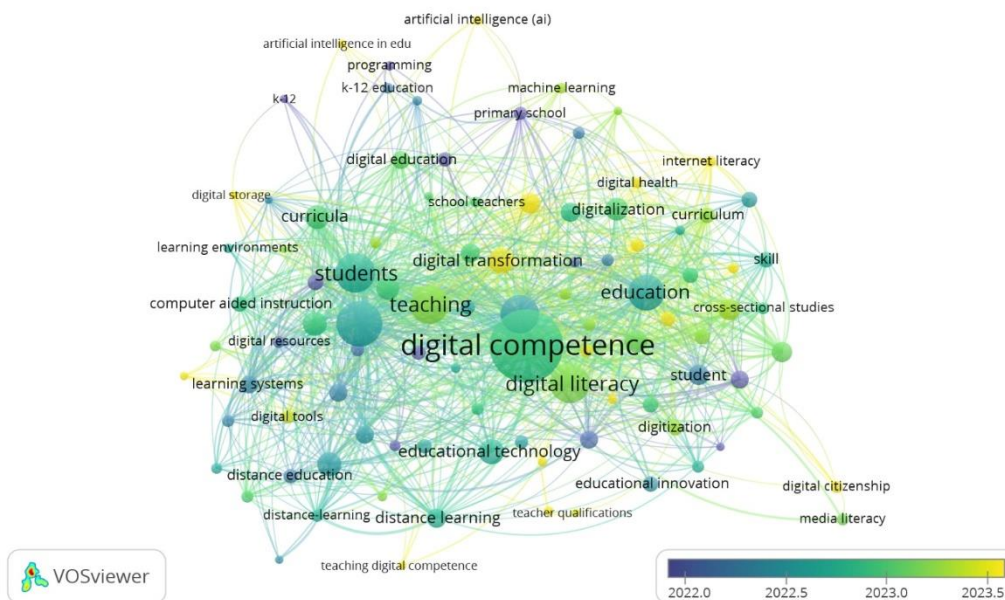 artificial intelligence (ai)
artificial intelligence in edu
programming
k-12 education
machine learning
k-12
primary school
digital education
internet literacy
digital health
digital storage
school teachers
digitalization
curricula
curriculum
learning environments
digital transformation
skill
students
education
computer aided instruction
teaching
cross-sectional studies
digital resources
digital competence
student
learning systems
digital literacy
digital tools
digitization
educational technology
distance education
educational innovation
digital citizenship
distance-learning
distance learning
teacher qualifications
media literacy
teaching digital competence
VOSviewer
2022.0 2022.5 2023.0 2023.5